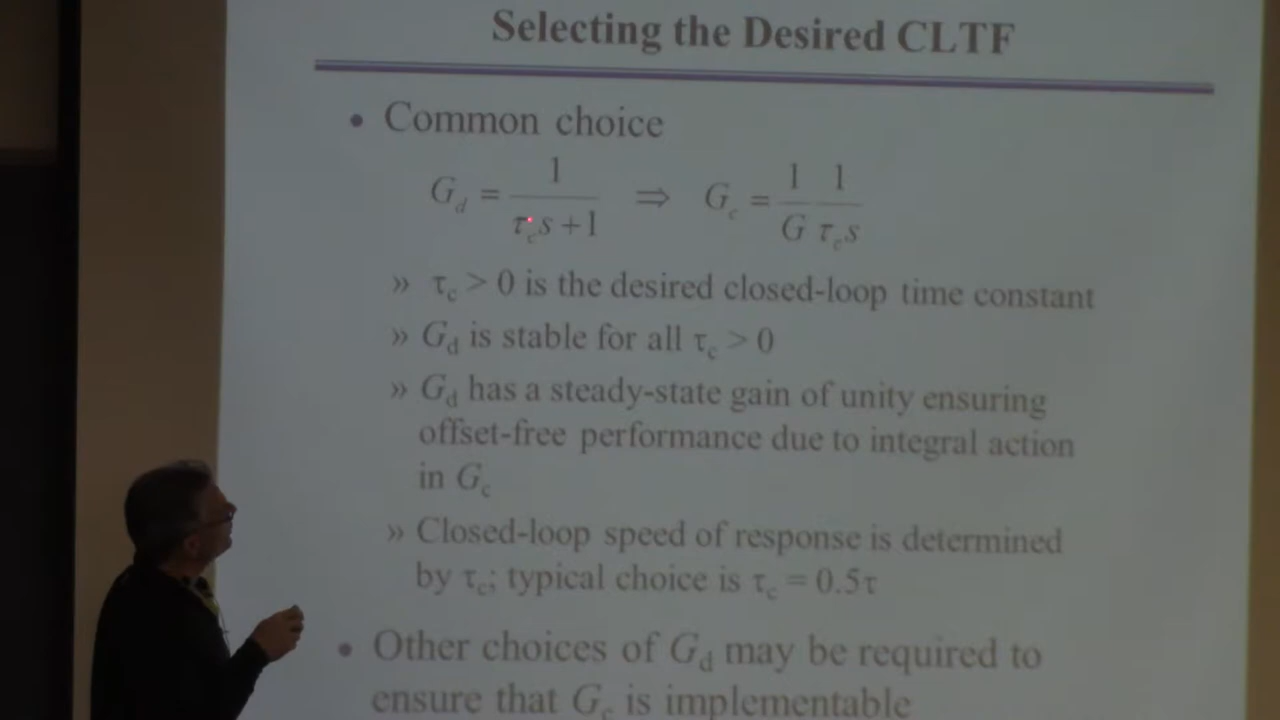 Selecting the Desired CLTF
• Common choice
G_d = 1/(τ_c s + 1) ⇒ G_c = 1/G 1/(τ_c s)
» τ_c > 0 is the desired closed-loop time constant
» G_d is stable for all τ_c > 0
» G_d has a steady-state gain of unity ensuring
offset-free performance due to integral action
in G_c
» Closed-loop speed of response is determined
by τ_c; typical choice is τ_c = 0.5τ
• Other choices of G_d may be required to
ensure that G_c is implementable